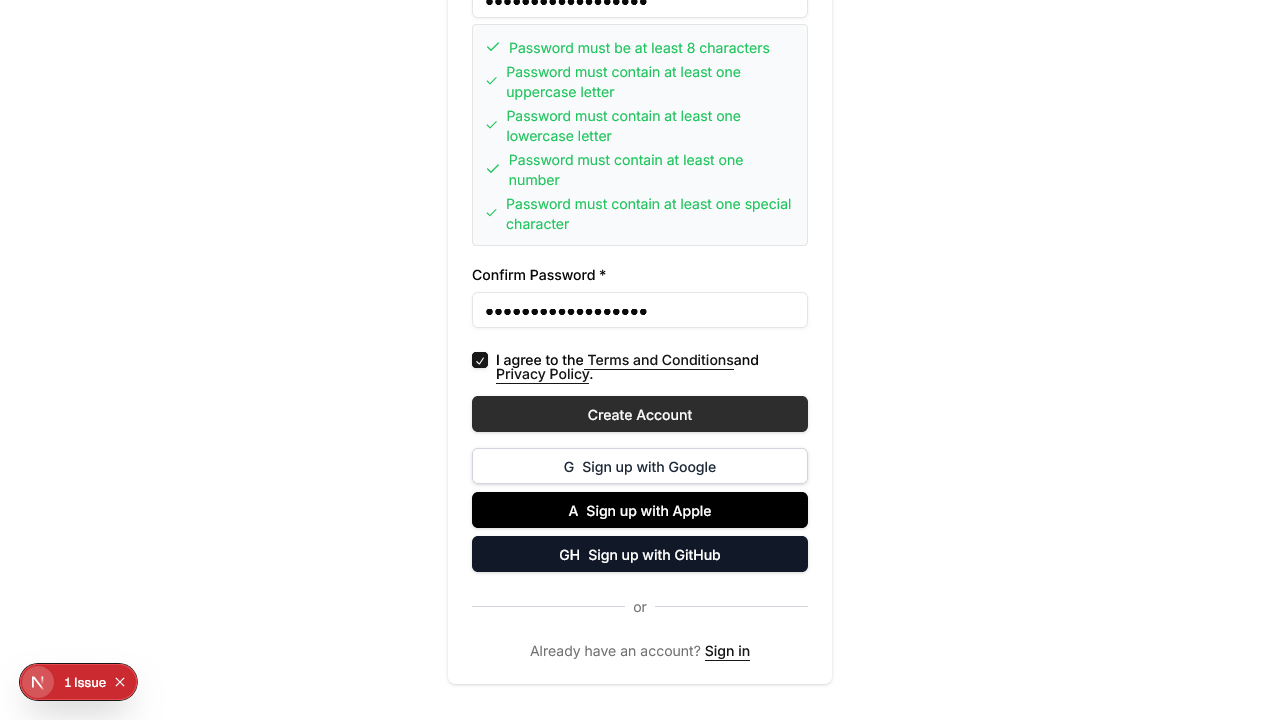 ••••••••••••••••••
Password must be at least 8 characters
Password must contain at least one
uppercase letter
Password must contain at least one
lowercase letter
Password must contain at least one
number
Password must contain at least one special
character
Confirm Password *
••••••••••••••••••
I agree to the Terms and Conditionsand
Privacy Policy.
Create Account
G Sign up with Google
A Sign up with Apple
GH Sign up with GitHub
or
Already have an account? Sign in
N 1 Issue